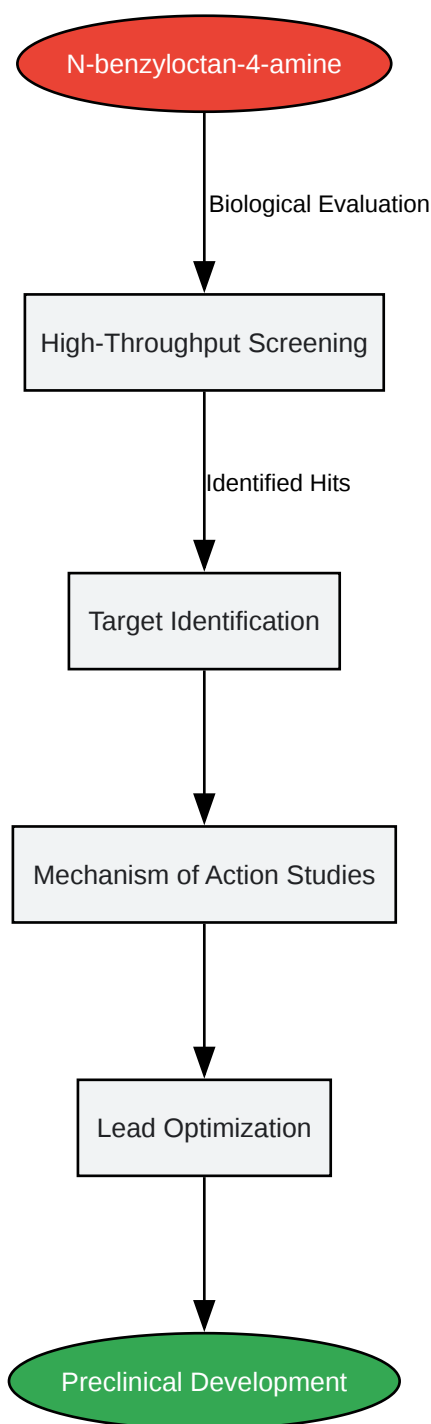 N-benzyloctan-4-amine
Biological Evaluation
High-Throughput Screening
Identified Hits
Target Identification
Mechanism of Action Studies
Lead Optimization
Preclinical Development